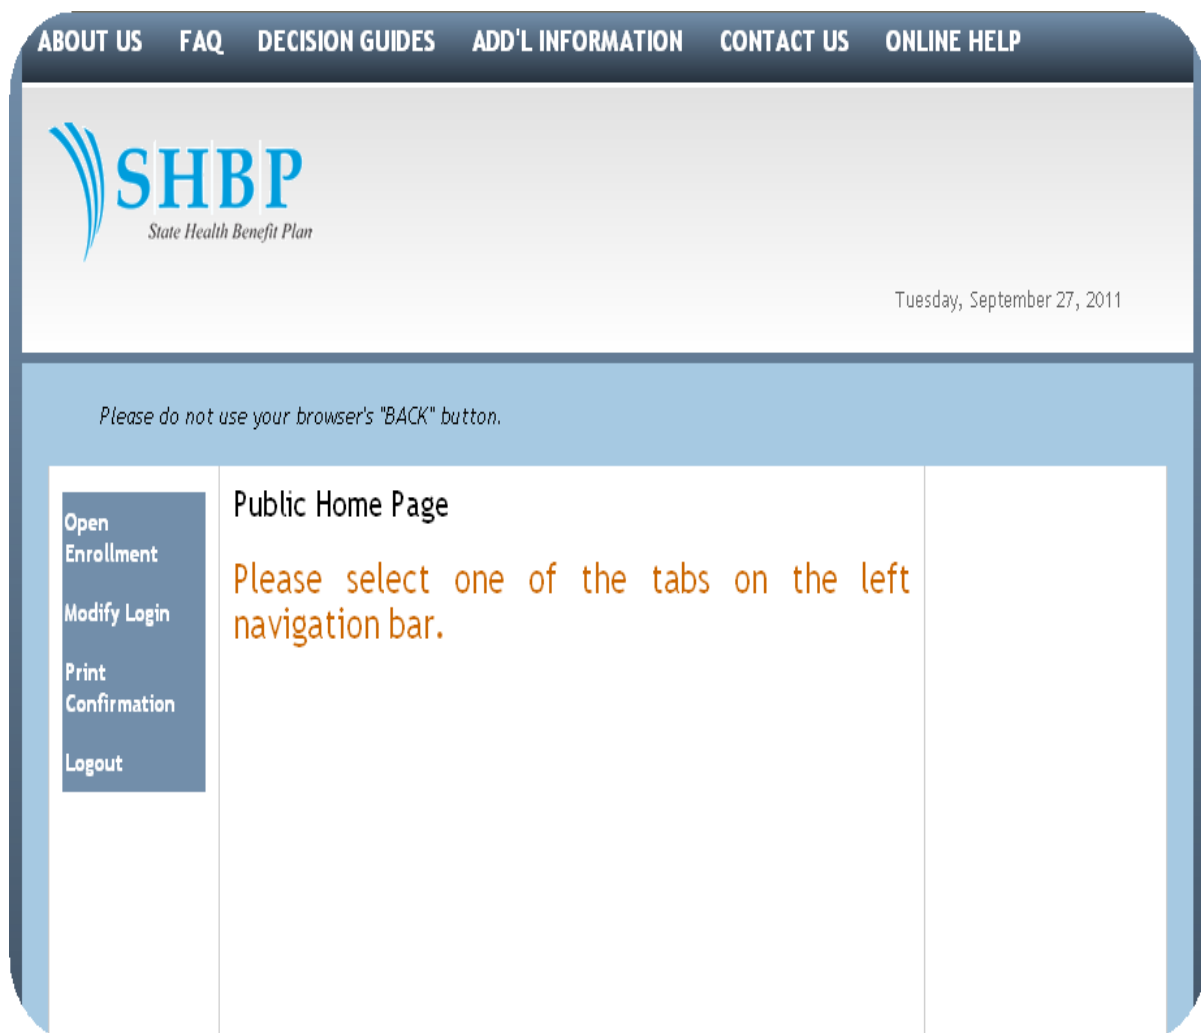 ABOUT US FAQ DECISION GUIDES ADD'L INFORMATION CONTACT US ONLINE HELP
SHBP
State Health Benefit Plan
Tuesday, September 27, 2011
Please do not use your browser's "BACK" button.
Open
Enrollment
Modify Login
Print
Confirmation
Logout
Public Home Page
Please select one of the tabs on the left
navigation bar.